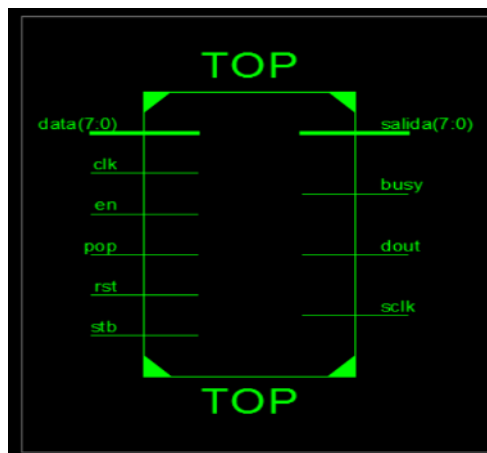 TOP
data(7:0)
salida(7:0)
clk
busy
en
pop
dout
rst
sclk
stb
TOP